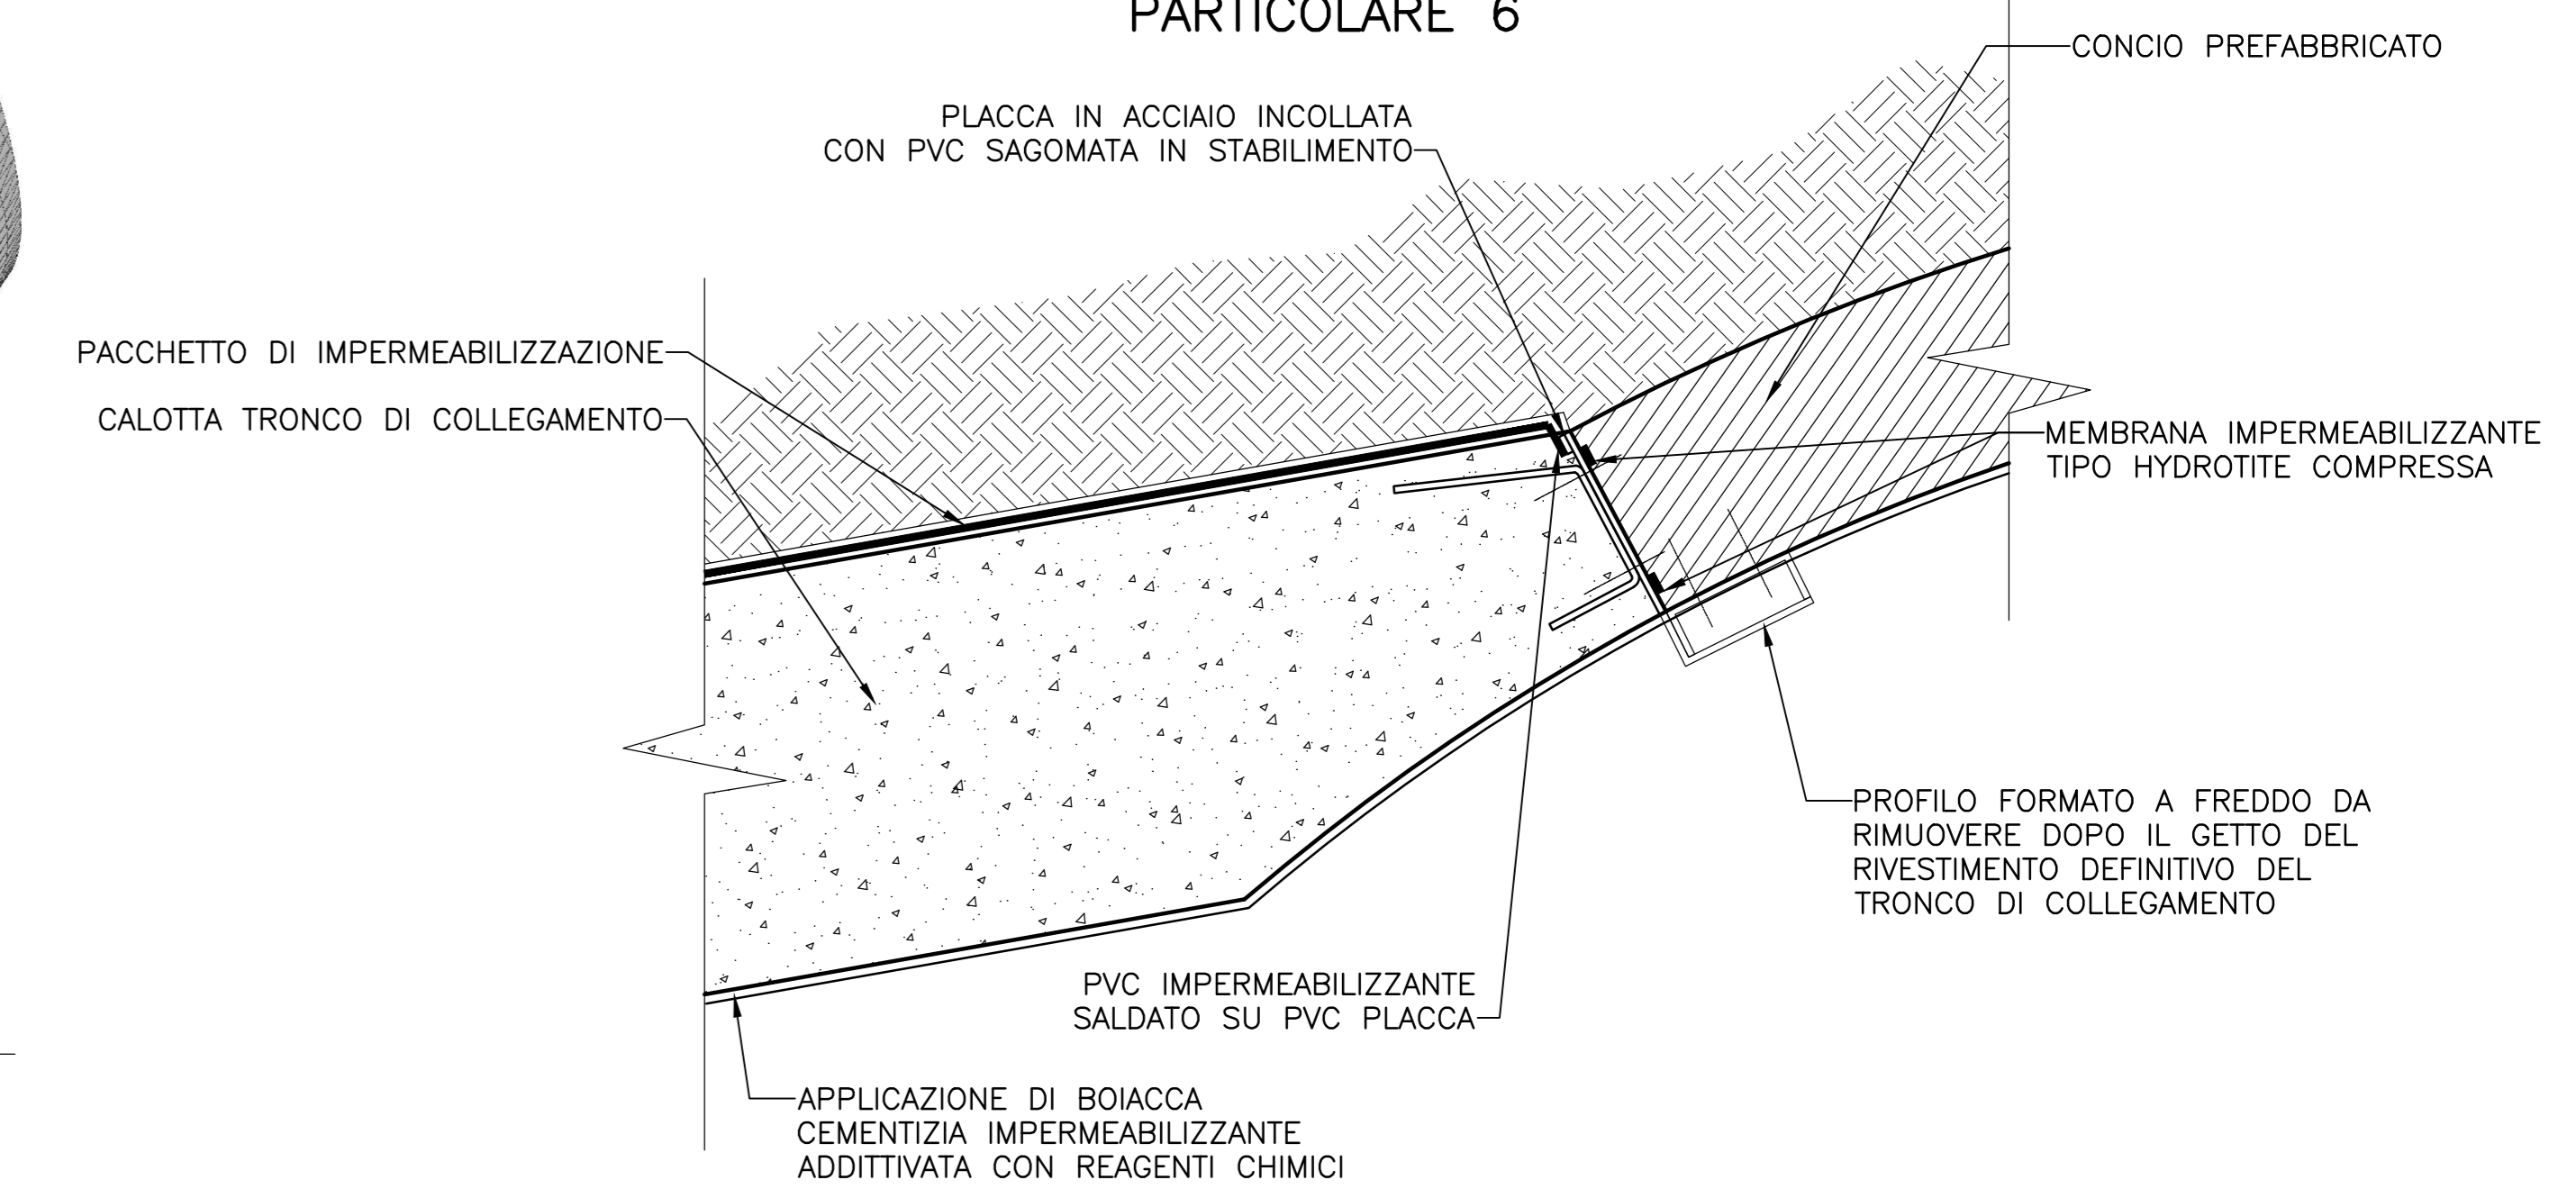 PARTICOLARE 6
CONCIO PREFABBRICATO
PLACCA IN ACCIAIO INCOLLATA
CON PVC SAGOMATA IN STABILIMENTO
PACCHETTO DI IMPERMEABILIZZAZIONE
CALOTTA TRONCO DI COLLEGAMENTO
MEMBRANA IMPERMEABILIZZANTE
TIPO HYDROTITE COMPRESSA
PROFILO FORMATO A FREDDO DA
RIMUOVERE DOPO IL GETTO DEL
RIVESTIMENTO DEFINITIVO DEL
TRONCO DI COLLEGAMENTO
PVC IMPERMEABILIZZANTE
SALDATO SU PVC PLACCA
APPLICAZIONE DI BOIACCA
CEMENTIZIA IMPERMEABILIZZANTE
ADDITTIVATA CON REAGENTI CHIMICI